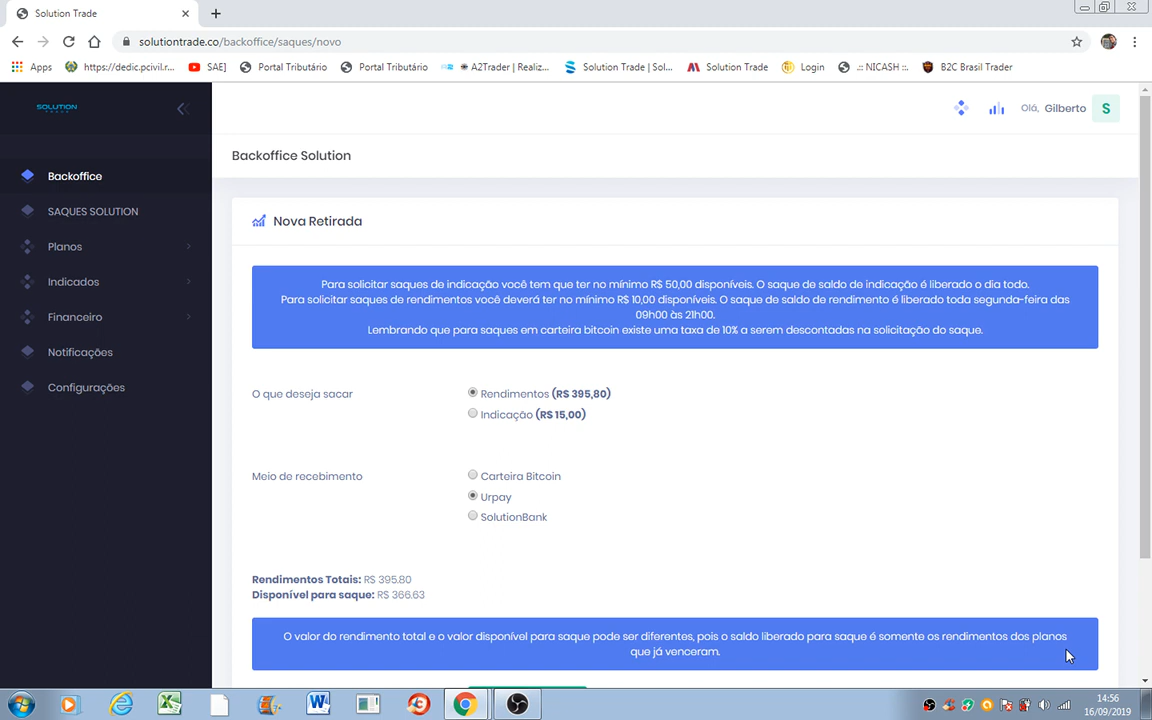 Solution Trade
solutiontrade.co/backoffice/saques/novo
Apps
https://dedic.pcivil.r...
SAE]
Portal Tributário
Portal Tributário
A2Trader | Realiz...
Solution Trade | Sol...
Solution Trade
Login
.:: NICASH ::.
B2C Brasil Trader
SOLUTION
TRADE
Olá, Gilberto
S
Backoffice Solution
Backoffice
SAQUES SOLUTION
Planos
Indicados
Financeiro
Notificações
Configurações
Nova Retirada
Para solicitar saques de indicação você tem que ter no mínimo R$ 50,00 disponíveis. O saque de saldo de indicação é liberado o dia todo.
Para solicitar saques de rendimentos você deverá ter no mínimo R$ 10,00 disponíveis. O saque de saldo de rendimento é liberado toda segunda-feira das
09h00 às 21h00.
Lembrando que para saques em carteira bitcoin existe uma taxa de 10% a serem descontadas na solicitação do saque.
O que deseja sacar
Rendimentos (R$ 395,80)
Indicação (R$ 15,00)
Meio de recebimento
Carteira Bitcoin
Urpay
SolutionBank
Rendimentos Totais: R$ 395.80
Disponível para saque: R$ 366.63
O valor do rendimento total e o valor disponível para saque pode ser diferentes, pois o saldo liberado para saque é somente os rendimentos dos planos
que já venceram.
14:56
16/09/2019